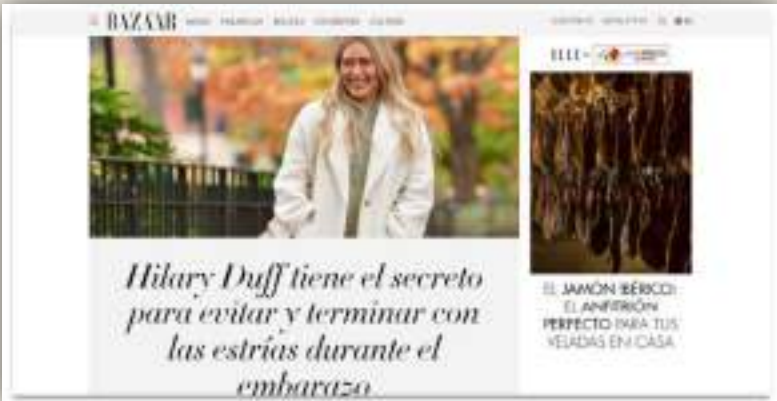 BAZAAR
ELLE
Hilary Duff tiene el secreto
para evitar y terminar con
las estrías durante el
embarazo
EL JAMÓN IBÉRICO:
EL ANFITRIÓN
PERFECTO PARA TUS
VELADAS EN CASA